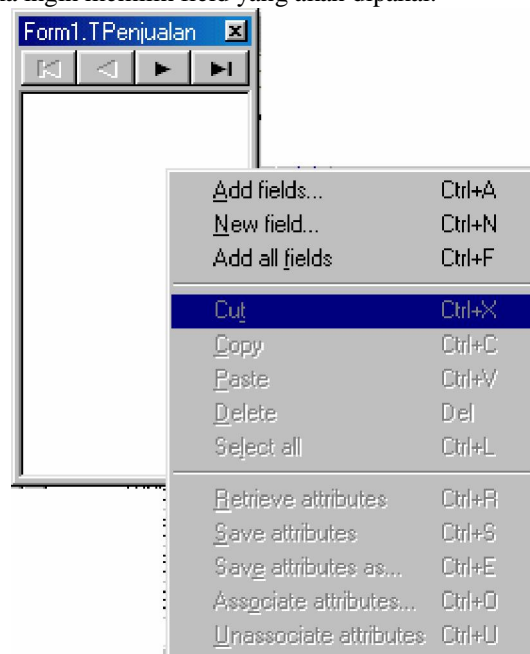 Form1.TPenjualan
Add fields... Ctrl+A
New field... Ctrl+N
Add all fields Ctrl+F
Cut Ctrl+X
Copy Ctrl+C
Paste Ctrl+V
Delete Del
Select all Ctrl+L
Retrieve attributes Ctrl+R
Save attributes Ctrl+S
Save attributes as... Ctrl+E
Associate attributes... Ctrl+O
Unassociate attributes Ctrl+U